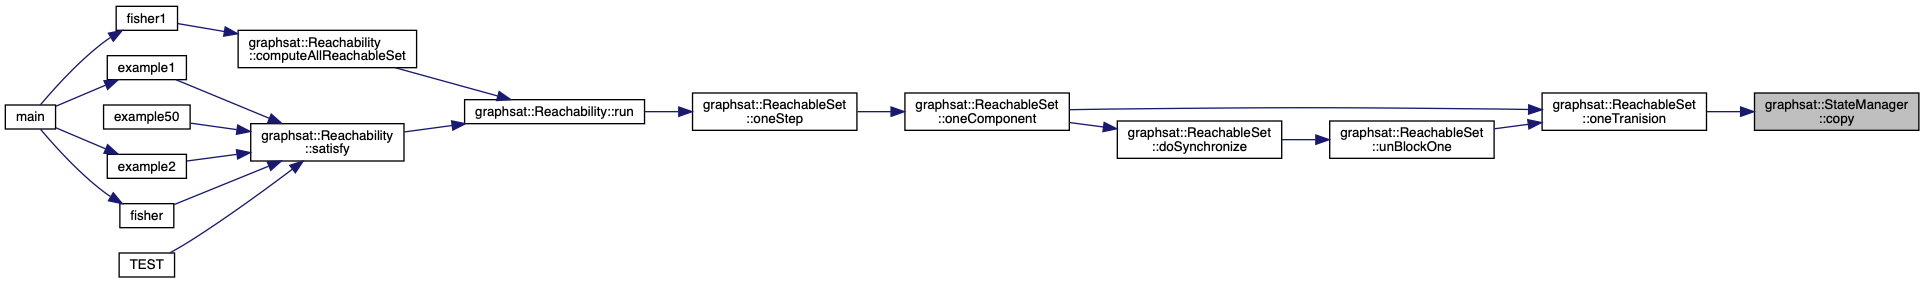 main
fisher1
example1
example50
example2
fisher
TEST
graphsat::Reachability
::computeAllReachableSet
graphsat::Reachability
::satisfy
graphsat::Reachability::run
graphsat::ReachableSet
::oneStep
graphsat::ReachableSet
::oneComponent
graphsat::ReachableSet
::doSynchronize
graphsat::ReachableSet
::unBlockOne
graphsat::ReachableSet
::oneTranision
graphsat::StateManager
::copy